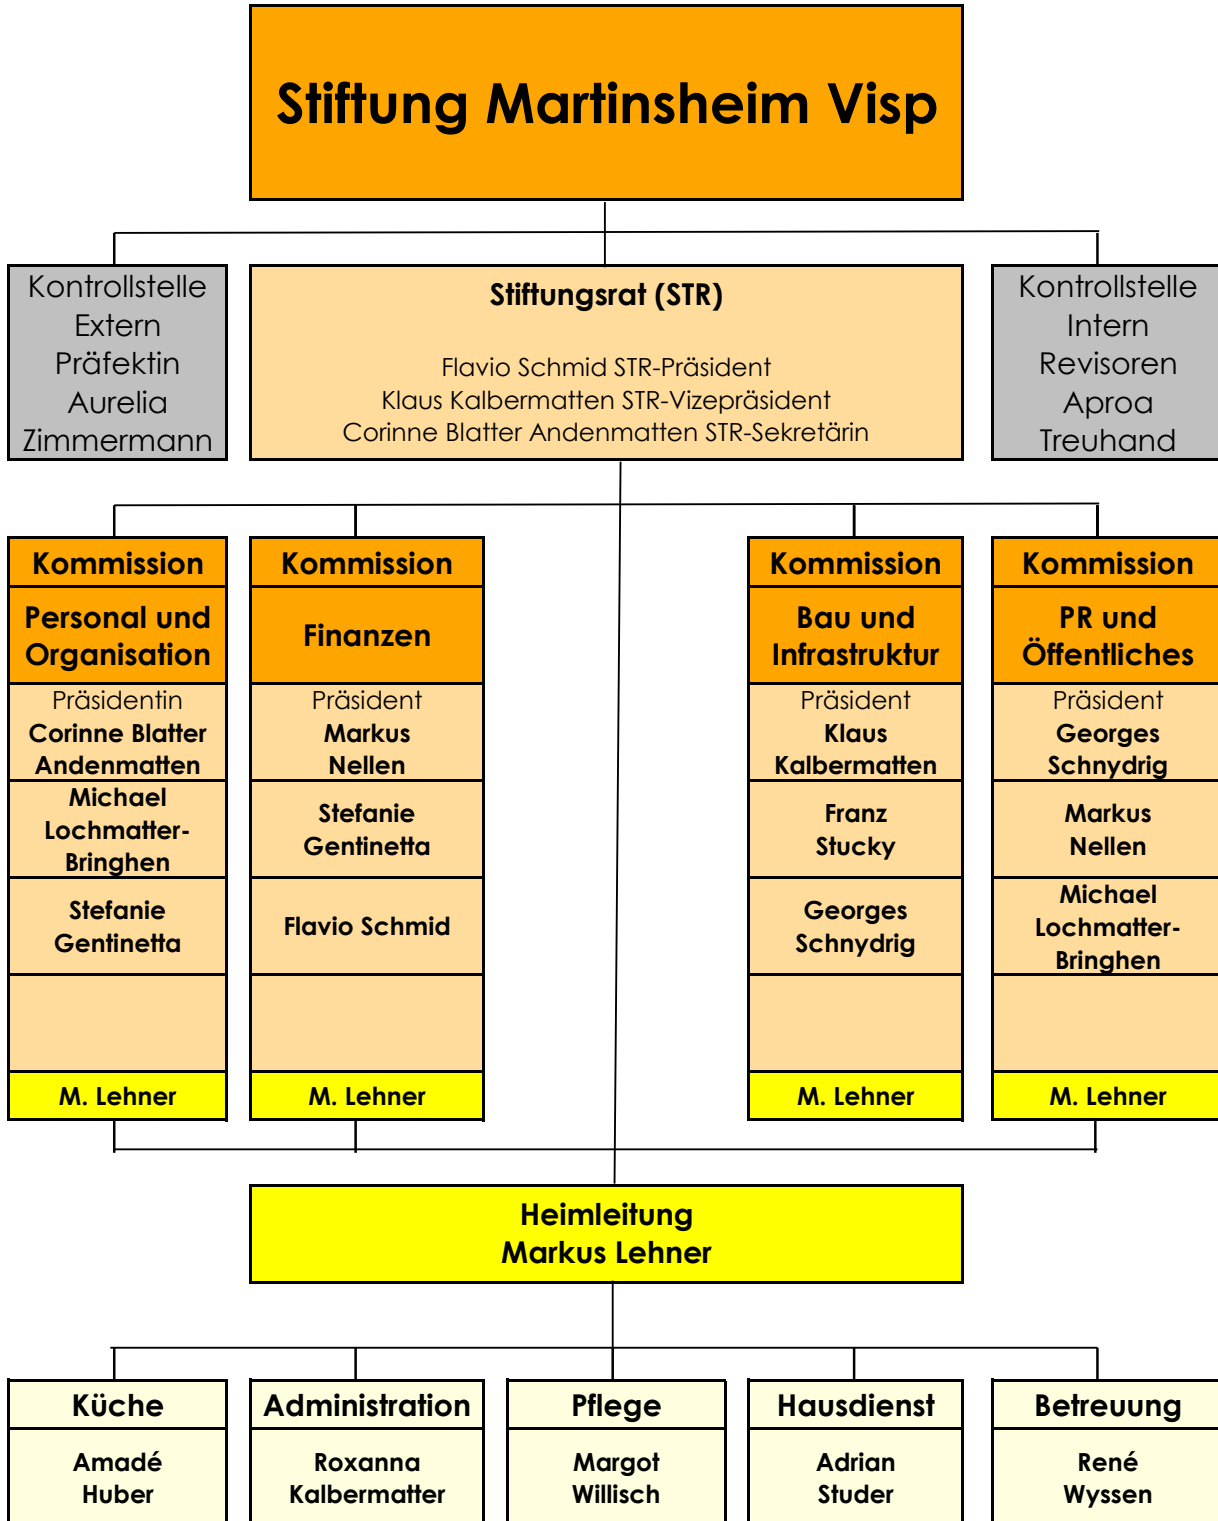 Stiftung Martinsheim Visp
Kontrollstelle
Extern
Präfektin
Aurelia
Zimmermann
Stiftungsrat (STR)
Flavio Schmid STR-Präsident
Klaus Kalbermatten STR-Vizepräsident
Corinne Blatter Andenmatten STR-Sekretärin
Kontrollstelle
Intern
Revisoren
Aproa
Treuhand
Kommission
Personal und
Organisation
Präsidentin
Corinne Blatter
Andenmatten
Michael
Lochmatter-
Bringhen
Stefanie
Gentinetta
M. Lehner
Kommission
Finanzen
Präsident
Markus
Nellen
Stefanie
Gentinetta
Flavio Schmid
M. Lehner
Kommission
Bau und
Infrastruktur
Präsident
Klaus
Kalbermatten
Franz
Stucky
Georges
Schnydrig
M. Lehner
Kommission
PR und
Öffentliches
Präsident
Georges
Schnydrig
Markus
Nellen
Michael
Lochmatter-
Bringhen
M. Lehner
Heimleitung
Markus Lehner
Küche
Amadé
Huber
Administration
Roxanna
Kalbermatter
Pflege
Margot
Willisch
Hausdienst
Adrian
Studer
Betreuung
René
Wyssen